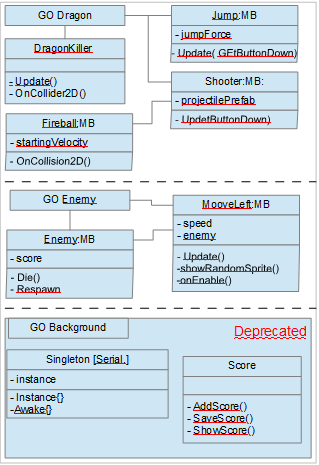 GO Dragon
DragonKiller
- Update()
- OnCollider2D()
Jump:MB
- jumpForce
- Update( GEtButtonDown)
Shooter:MB:
- projectilePrefab
- UpdetButtonDown)
Fireball:MB
- startingVelocity
- OnCollision2D()
GO Enemy
Enemy:MB
- score
- Die()
- Respawn
MooveLeft:MB
- speed
- enemy
- Update()
-showRandomSprite()
-onEnable()
GO Background
Deprecated
Singleton [Serial.]
- instance
- Instance{}
-Awake{}
Score
- AddScore()
- SaveScore()
- ShowScore()